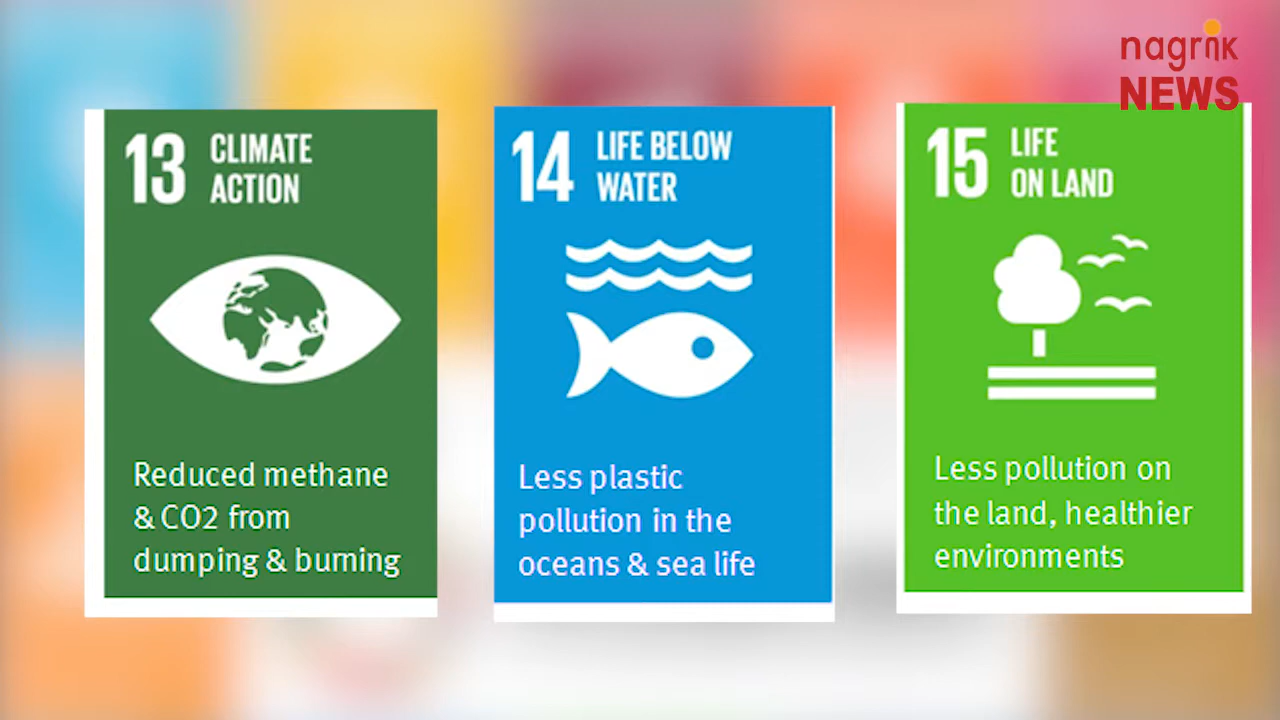 nagrik
NEWS
13 CLIMATE
ACTION
Reduced methane
& CO2 from
dumping & burning
14 LIFE BELOW
WATER
Less plastic
pollution in the
oceans & sea life
15 LIFE
ON LAND
Less pollution on
the land, healthier
environments